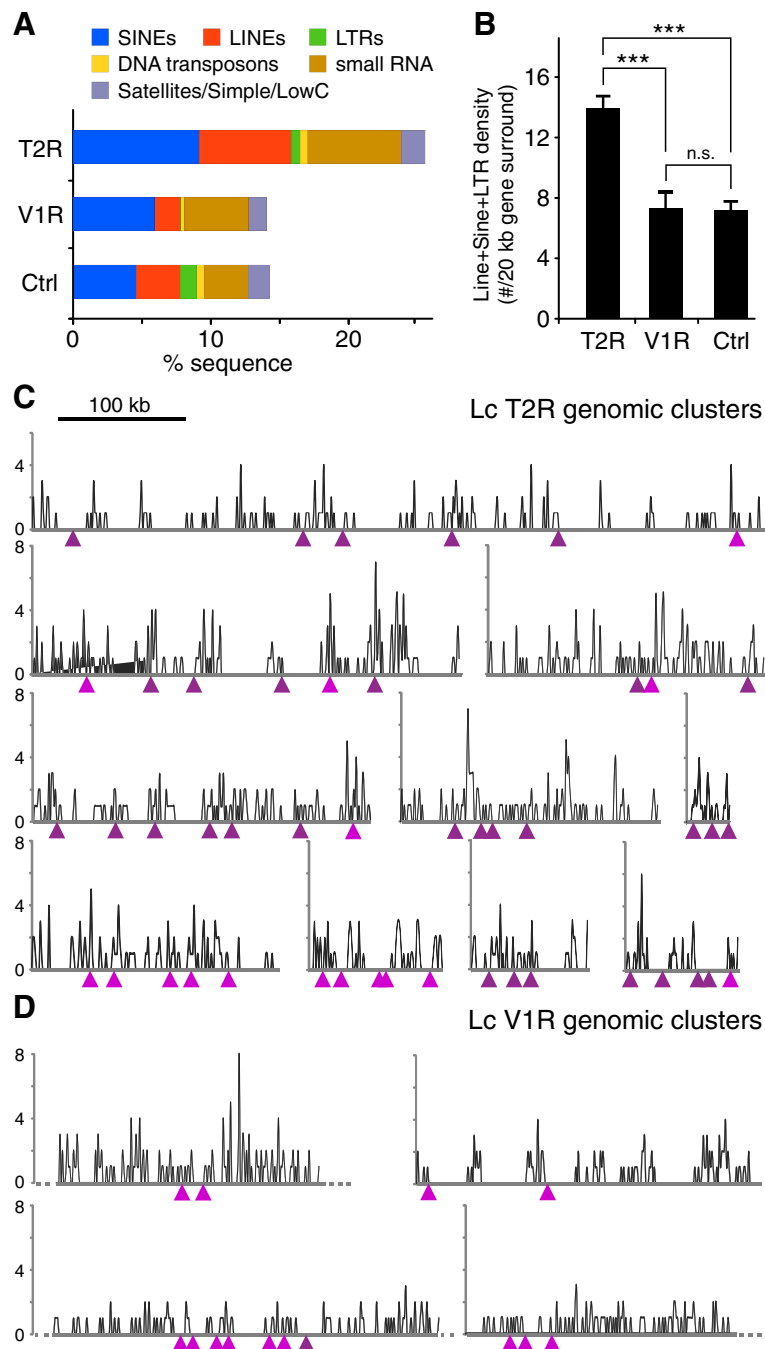 A
SINEs LINEs LTRs
DNA transposons small RNA
Satellites/Simple/LowC
T2R
V1R
Ctrl
0 10 20
% sequence
B
Line+Sine+LTR density
(#/20 kb gene surround)
16
12
8
4
0
***
***
n.s.
T2R V1R Ctrl
C
100 kb
Lc T2R genomic clusters
4
0
8
4
0
8
4
0
8
4
0
D
Lc V1R genomic clusters
8
4
0
8
4
0